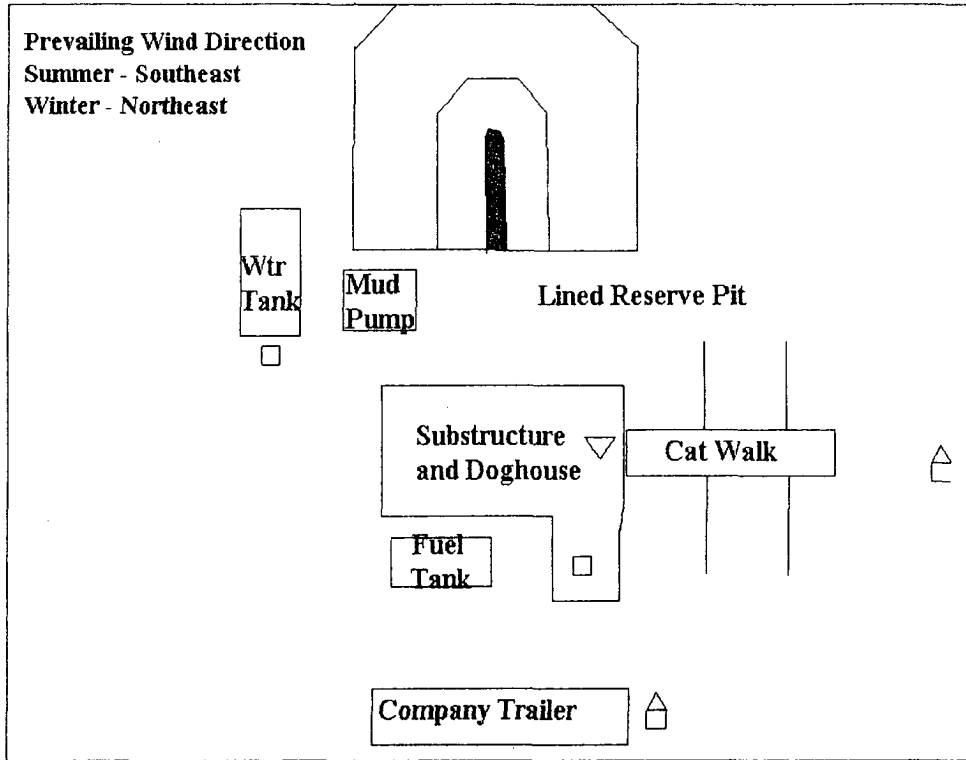 Prevailing Wind Direction
Summer - Southeast
Winter - Northeast
Wtr
Tank
Mud
Pump
Lined Reserve Pit
Substructure
and Doghouse
Cat Walk
Fuel
Tank
Company Trailer